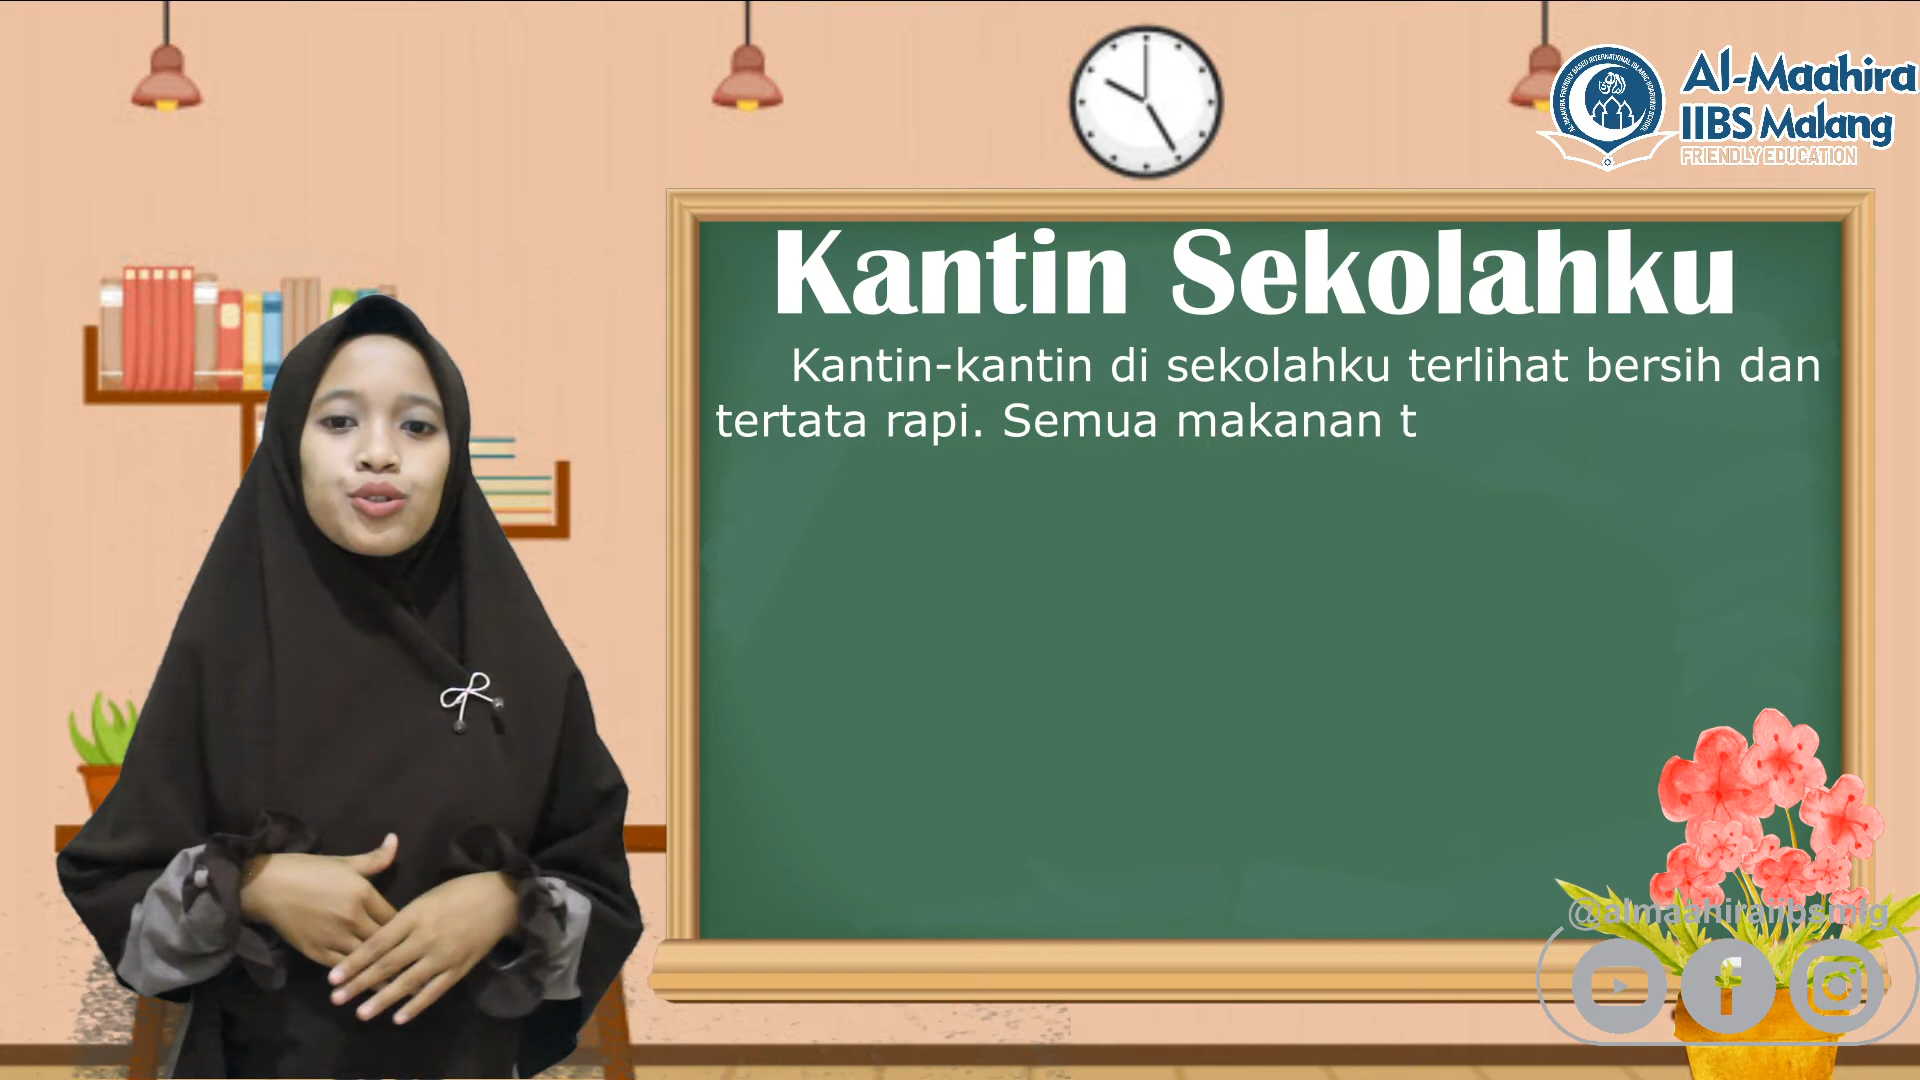 Al-Maahira
IIBS Malang
FRIENDLY EDUCATION
Kantin Sekolahku
Kantin-kantin di sekolahku terlihat bersih dan
tertata rapi. Semua makanan t
@almaahiraiibsmlg